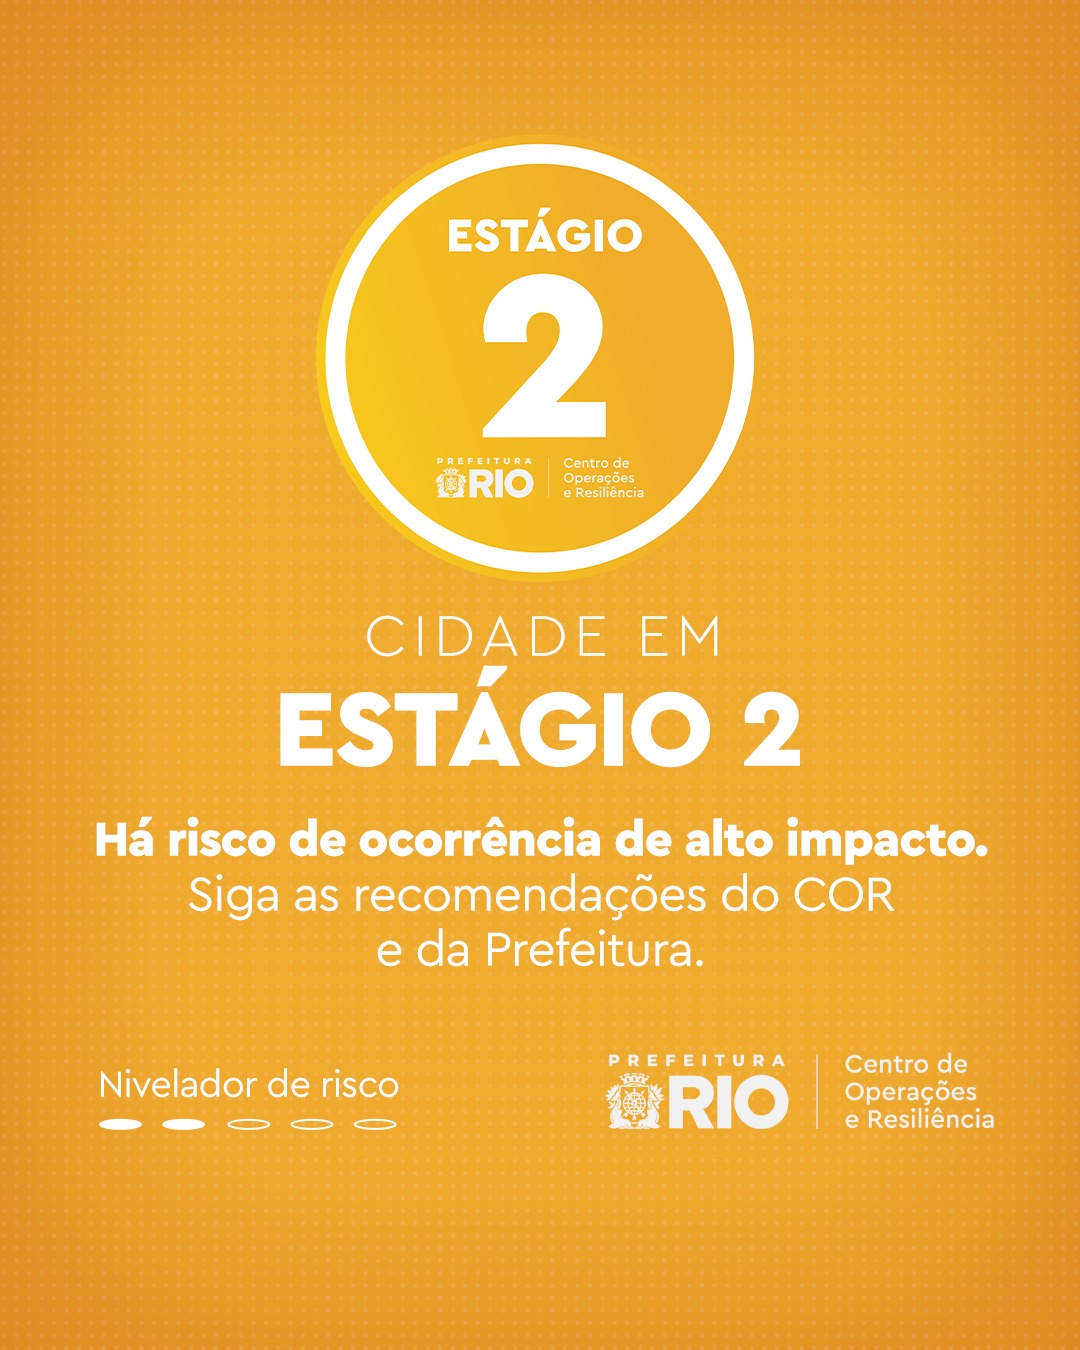 ESTÁGIO
2
PREFEITURA
RIO
Centro de
Operações
e Resiliência
CIDADE EM
ESTÁGIO 2
Há risco de ocorrência de alto impacto.
Siga as recomendações do COR
e da Prefeitura.
Nivelador de risco
PREFEITURA
RIO
Centro de
Operações
e Resiliência